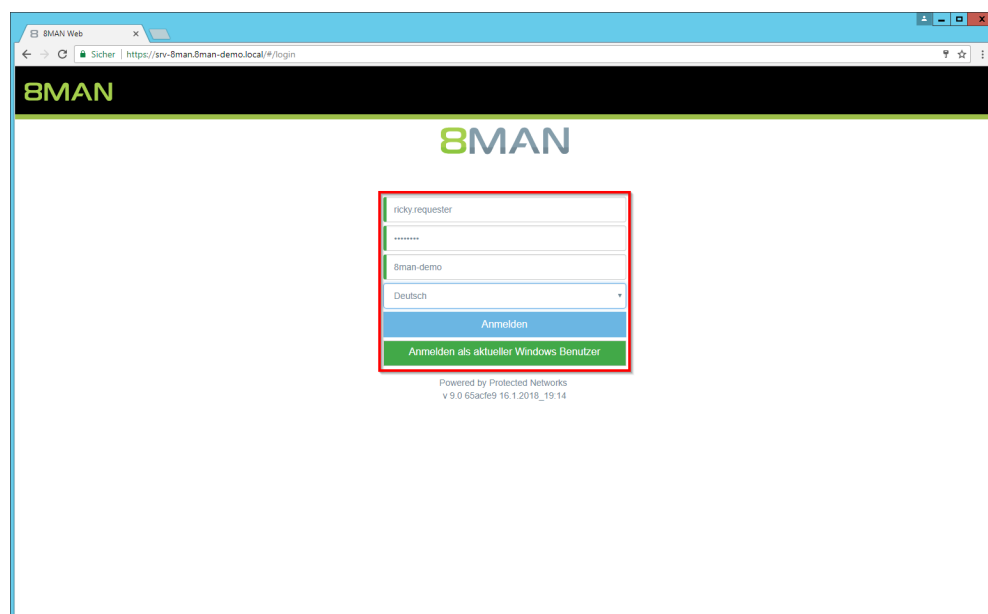 8MAN Web
Sicher | https://srv-8man.8man-demo.local/#/login
8MAN
8MAN
ricky.requester
••••••••
8man-demo
Deutsch
Anmelden
Anmelden als aktueller Windows Benutzer
Powered by Protected Networks
v 9.0 65acfe9 16.1.2018_19:14